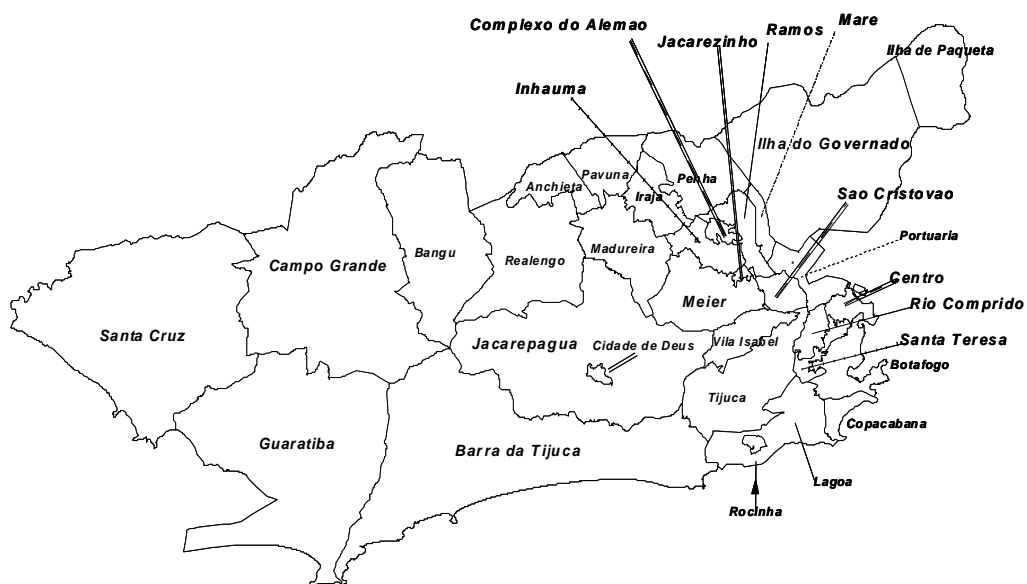 Complexo do Alemao
Mare
Ramos
Jacarezinho
Ilha de Paqueta
Inhauma
Ilha do Governado
Pavuna
Penha
Anchieta
Iraja
Sao Cristovao
Portuaria
Madureira
Bangu
Realengo
Campo Grande
Centro
Meier
Rio Comprido
Santa Cruz
Jacarepagua
Cidade de Deus
Vila Isabel
Santa Teresa
Botafogo
Tijuca
Copacabana
Guaratiba
Barra da Tijuca
Lagoa
Rocinha